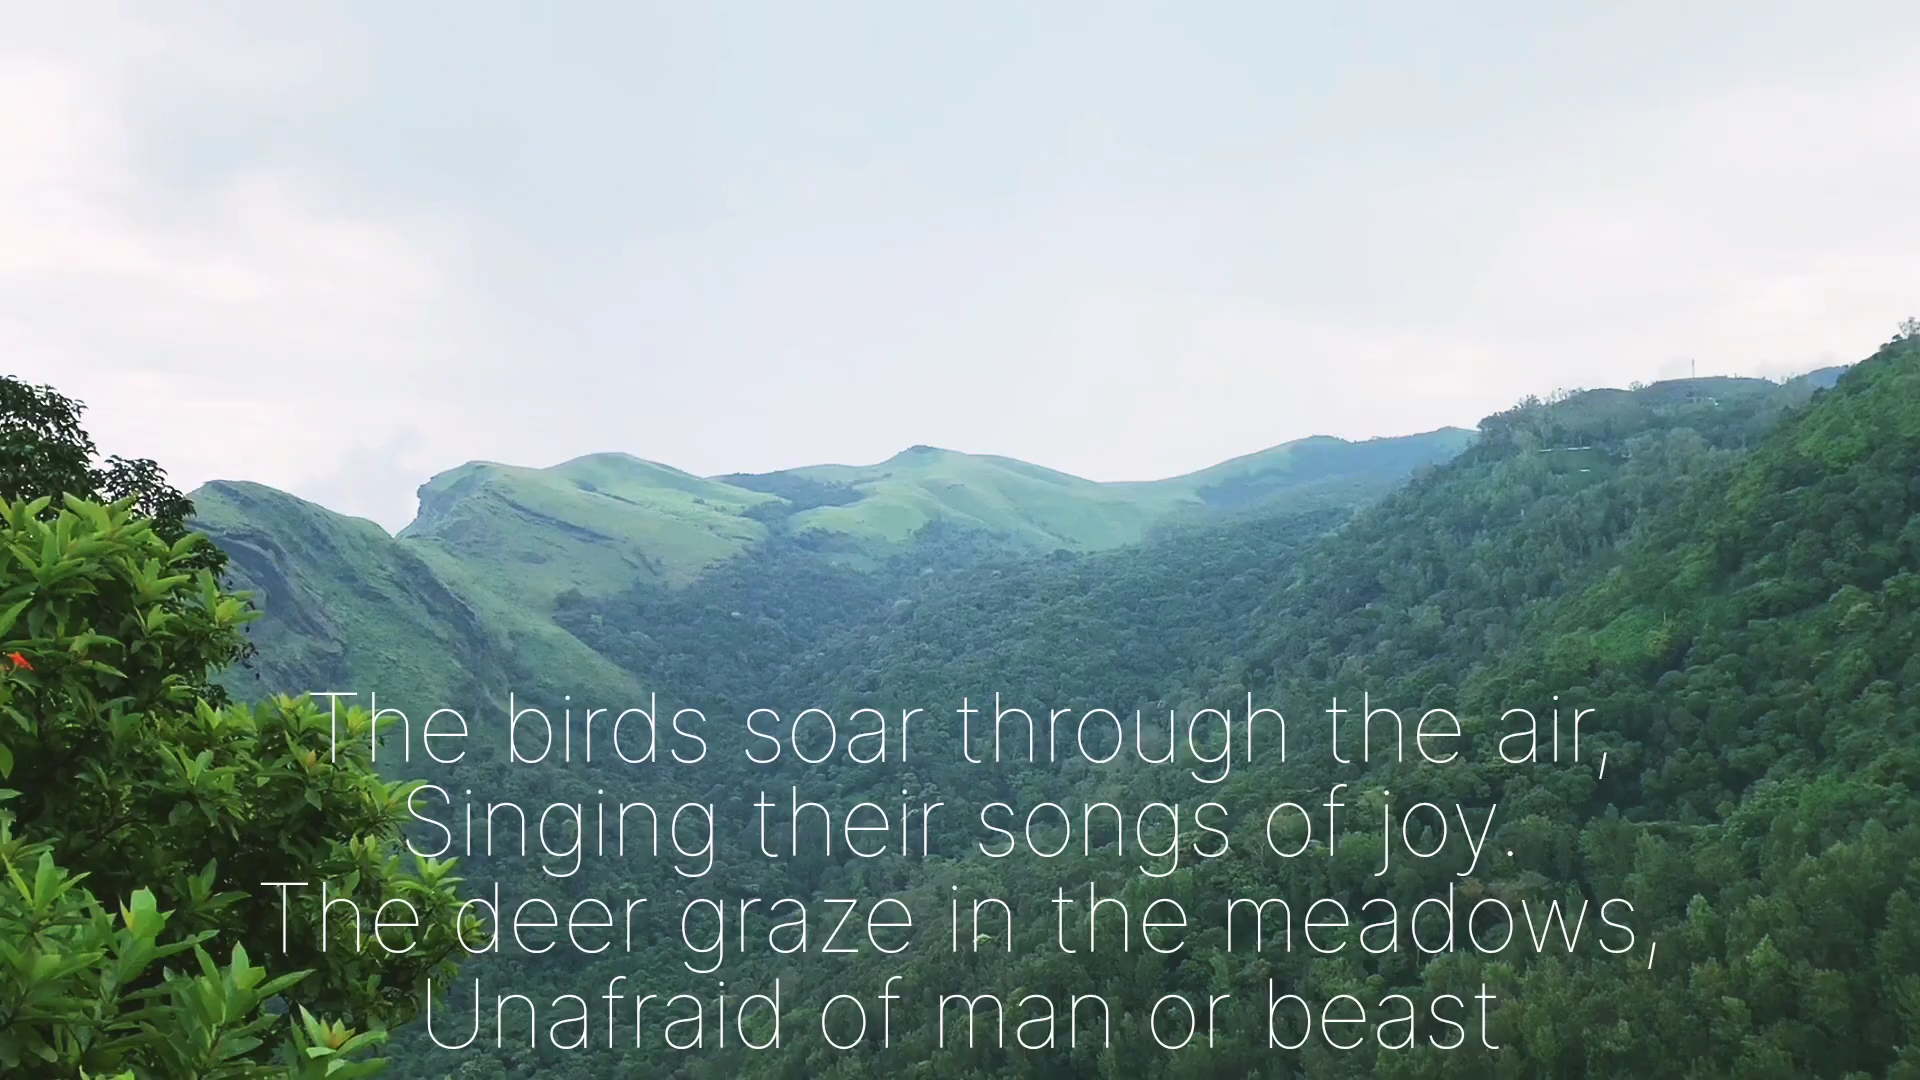 The birds soar through the air,
Singing their songs of joy.
The deer graze in the meadows,
Unafraid of man or beast